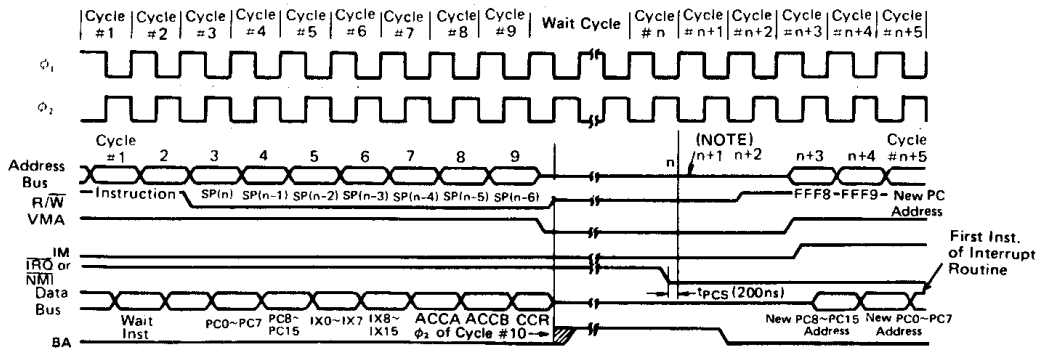 Cycle #1 Cycle #2 Cycle #3 Cycle #4 Cycle #5 Cycle #6 Cycle #7 Cycle #8 Cycle #9 Wait Cycle Cycle #n Cycle #n+1 Cycle #n+2 Cycle #n+3 Cycle #n+4 Cycle #n+5
ϕ1
ϕ2
Cycle #1 2 3 4 5 6 7 8 9 n (NOTE) n+1 n+2 n+3 n+4 Cycle #n+5
Address Bus
Instruction SP(n) SP(n-1) SP(n-2) SP(n-3) SP(n-4) SP(n-5) SP(n-6) FFF8 FFF9 New PC Address
R/W̅
VMA
IM
I̅R̅Q̅ or
N̅M̅I̅
tPCS (200ns)
First Inst. of Interrupt Routine
Data Bus
Wait Inst PC0~PC7 PC8~PC15 IX0~IX7 IX8~IX15 ACCA ACCB CCR New PC8~PC15 Address New PC0~PC7 Address
ϕ2 of Cycle #10
BA